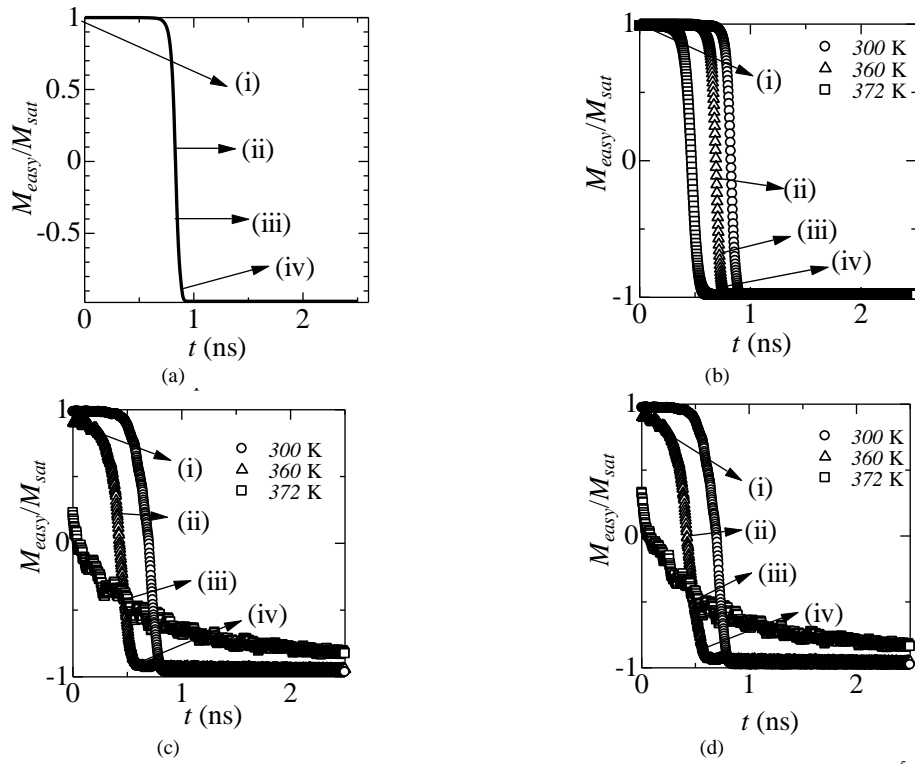 1
0.5
0
-0.5
M_easy/M_sat
(i)
(ii)
(iii)
(iv)
0
1
2
t (ns)
(a)
1
0
-1
M_easy/M_sat
300 K
360 K
372 K
(i)
(ii)
(iii)
(iv)
0
1
2
t (ns)
(b)
1
0
-1
M_easy/M_sat
300 K
360 K
372 K
(i)
(ii)
(iii)
(iv)
0
1
2
t (ns)
(c)
1
0
-1
M_easy/M_sat
300 K
360 K
372 K
(i)
(ii)
(iii)
(iv)
0
1
2
t (ns)
(d)